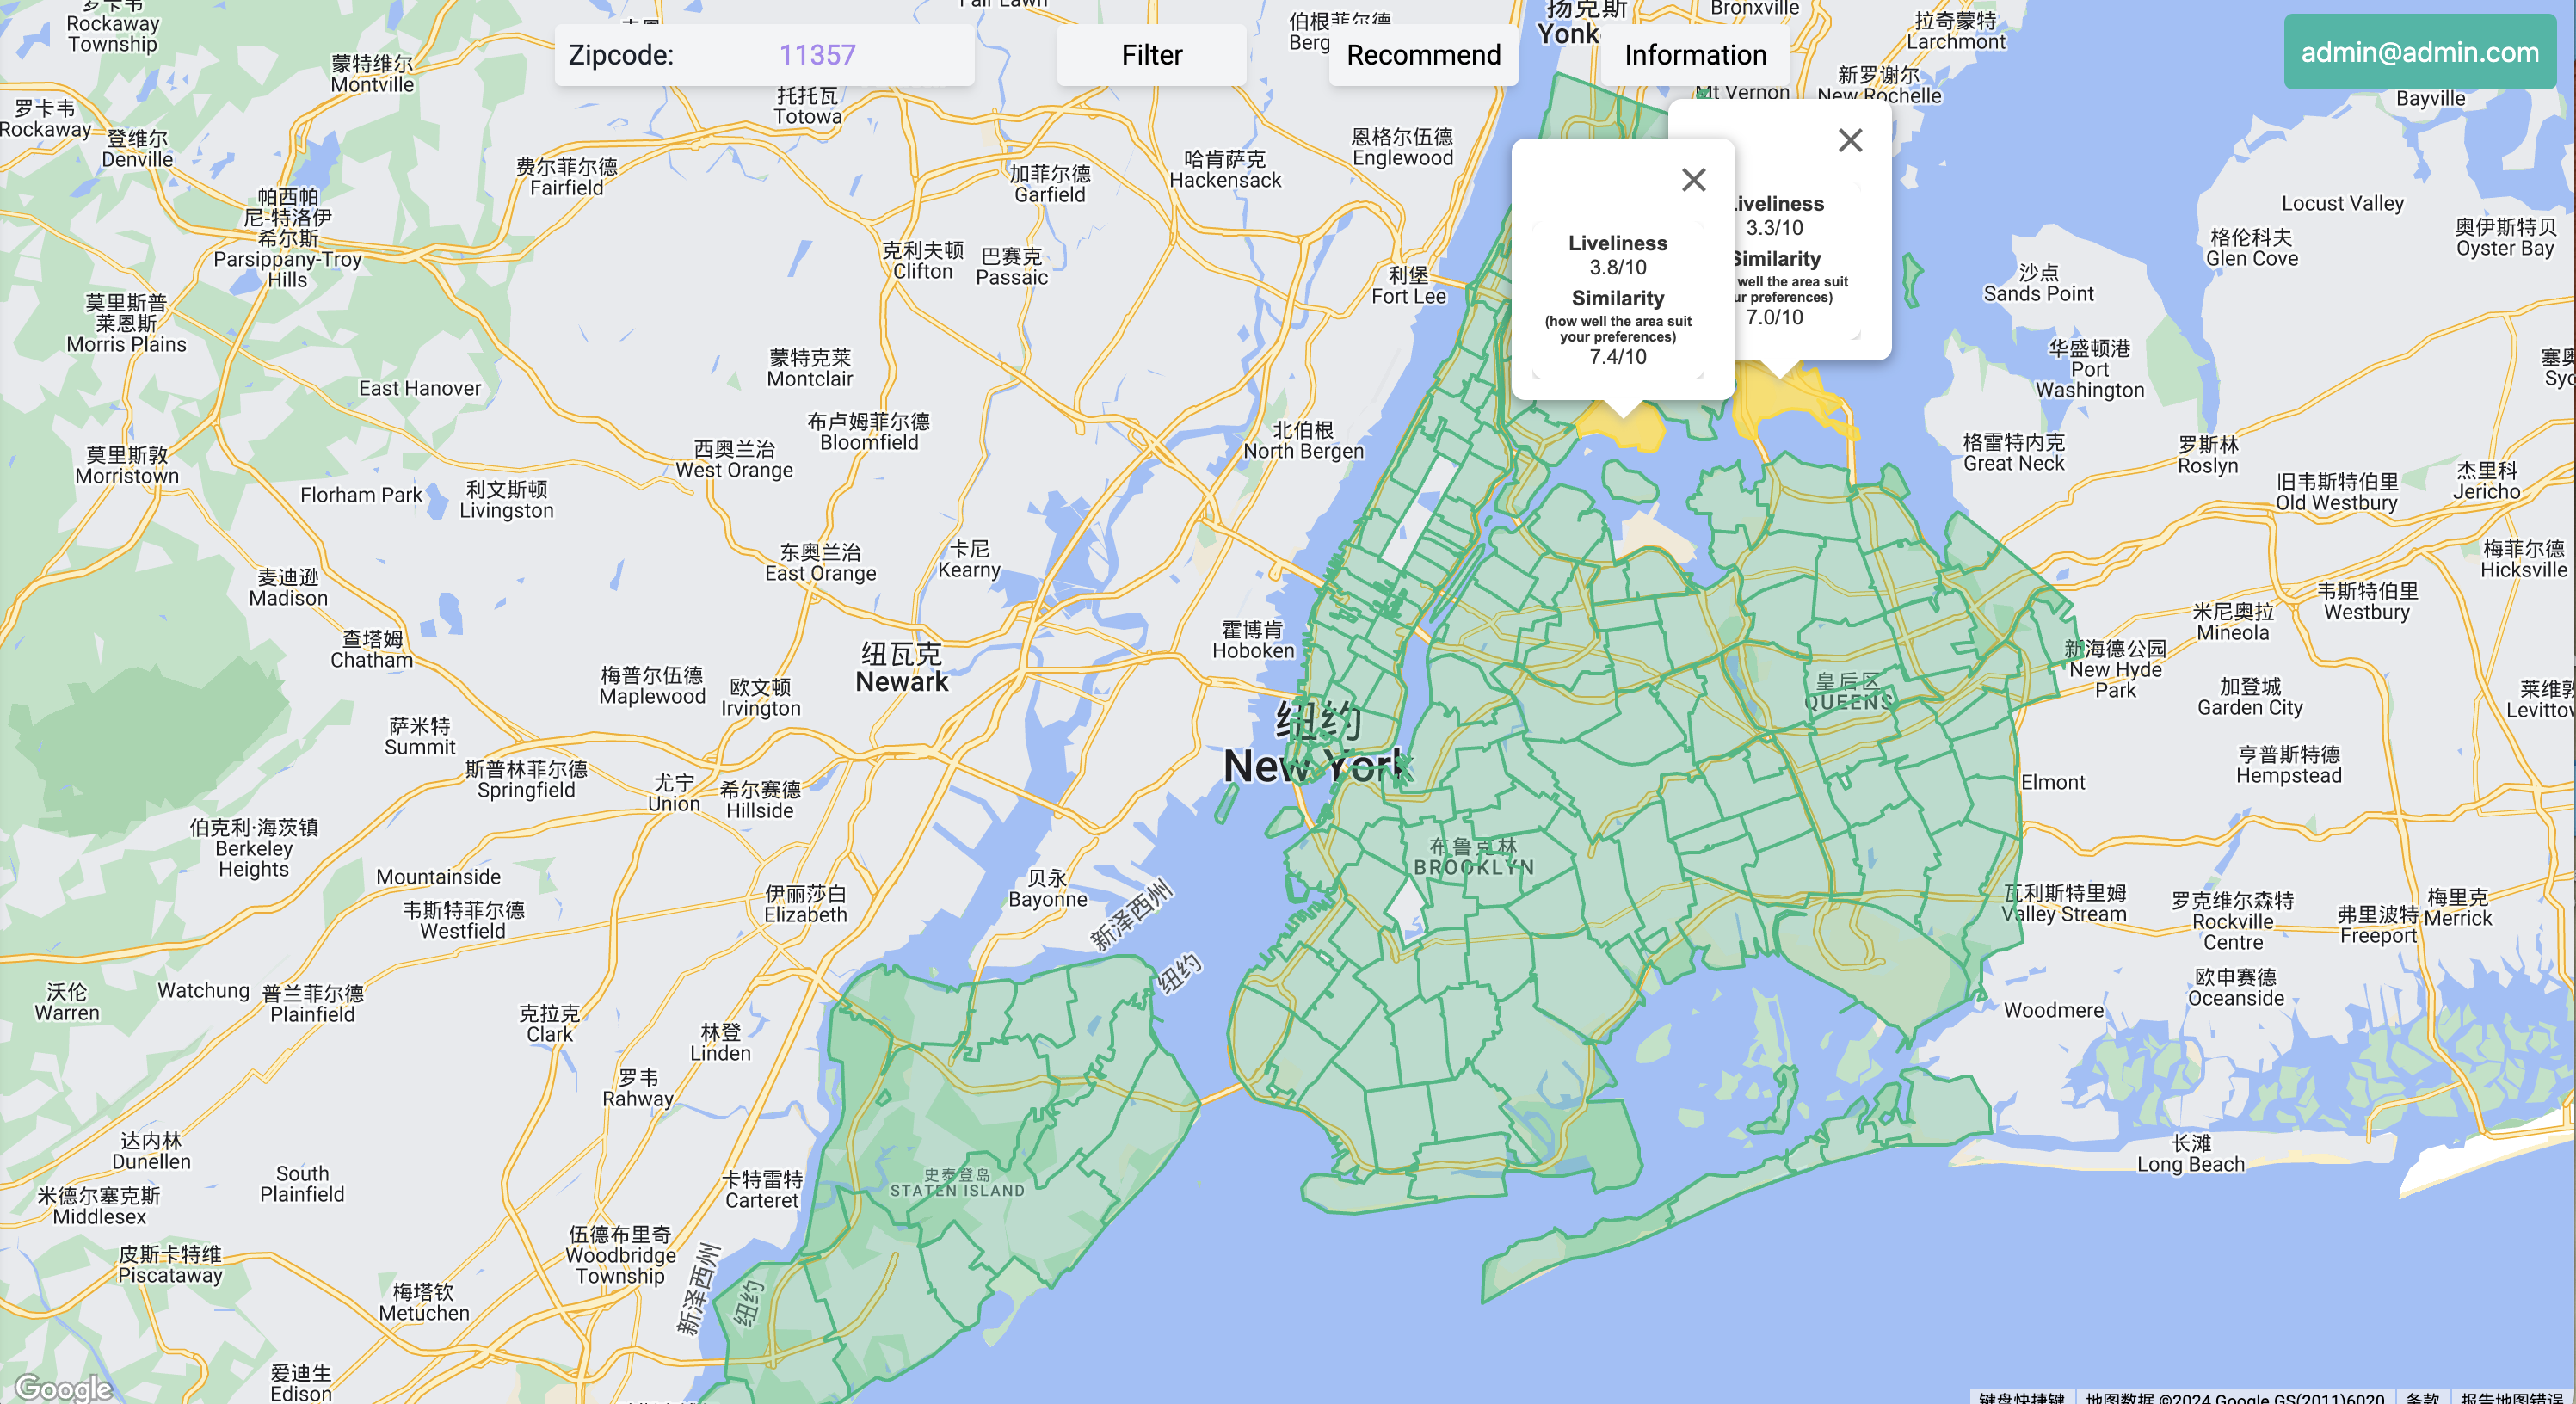 Zipcode: 11357
Filter
Recommend
Information
admin@admin.com
Rockaway
Township
蒙特维尔
Montville
罗卡韦
Rockaway
登维尔
Denville
托托瓦
Totowa
费尔菲尔德
Fairfield
帕西帕
尼-特洛伊
希尔斯
Parsippany-Troy
Hills
加菲尔德
Garfield
哈肯萨克
Hackensack
恩格尔伍德
Englewood
伯根菲尔德
扬克斯
Bronxville
拉奇蒙特
Larchmont
新罗谢尔
New Rochelle
Mt Vernon
Bayville
Locust Valley
格伦科夫
Glen Cove
奥伊斯特贝
Oyster Bay
沙点
Sands Point
Liveliness
3.8/10
Similarity
(how well the area suit
your preferences)
7.4/10
Liveliness
3.3/10
Similarity
well the area suit
preferences)
7.0/10
克利夫顿
Clifton
巴赛克
Passaic
利堡
Fort Lee
莫里斯普
莱恩斯
Morris Plains
East Hanover
蒙特克莱
Montclair
布卢姆菲尔德
Bloomfield
西奥兰治
West Orange
北伯根
North Bergen
华盛顿港
Port
Washington
格雷特内克
Great Neck
罗斯林
Roslyn
旧韦斯特伯里
Old Westbury
杰里科
Jericho
莫里斯敦
Morristown
Florham Park
利文斯顿
Livingston
东奥兰治
East Orange
卡尼
Kearny
梅菲尔德
Hicksville
韦斯特伯里
Westbury
米尼奥拉
Mineola
麦迪逊
Madison
查塔姆
Chatham
梅普尔伍德
Maplewood
欧文顿
Irvington
纽瓦克
Newark
霍博肯
Hoboken
新海德公园
New Hyde
Park
皇后区
QUEENS
加登城
Garden City
纽约
New York
萨米特
Summit
斯普林菲尔德
Springfield
尤宁
Union
希尔赛德
Hillside
亨普斯特德
Hempstead
Elmont
伯克利·海茨镇
Berkeley
Heights
Mountainside
韦斯特菲尔德
Westfield
伊丽莎白
Elizabeth
贝永
Bayonne
新泽西州
纽约
布鲁克林
BROOKLYN
瓦利斯特里姆
Valley Stream
罗克维尔森特
Rockville
Centre
弗里波特
Freeport
梅里克
Merrick
沃伦
Warren
Watchung
普兰菲尔德
Plainfield
克拉克
Clark
林登
Linden
欧申赛德
Oceanside
Woodmere
罗韦
Rahway
达内林
Dunellen
South
Plainfield
米德尔塞克斯
Middlesex
卡特雷特
Carteret
史泰登岛
STATEN ISLAND
长滩
Long Beach
皮斯卡特维
Piscataway
伍德布里奇
Woodbridge
Township
梅塔钦
Metuchen
新泽西州
纽约
爱迪生
Edison
Google
键盘快捷键
地图数据 ©2024 Google GS(2011)6020
条款
报告地图错误